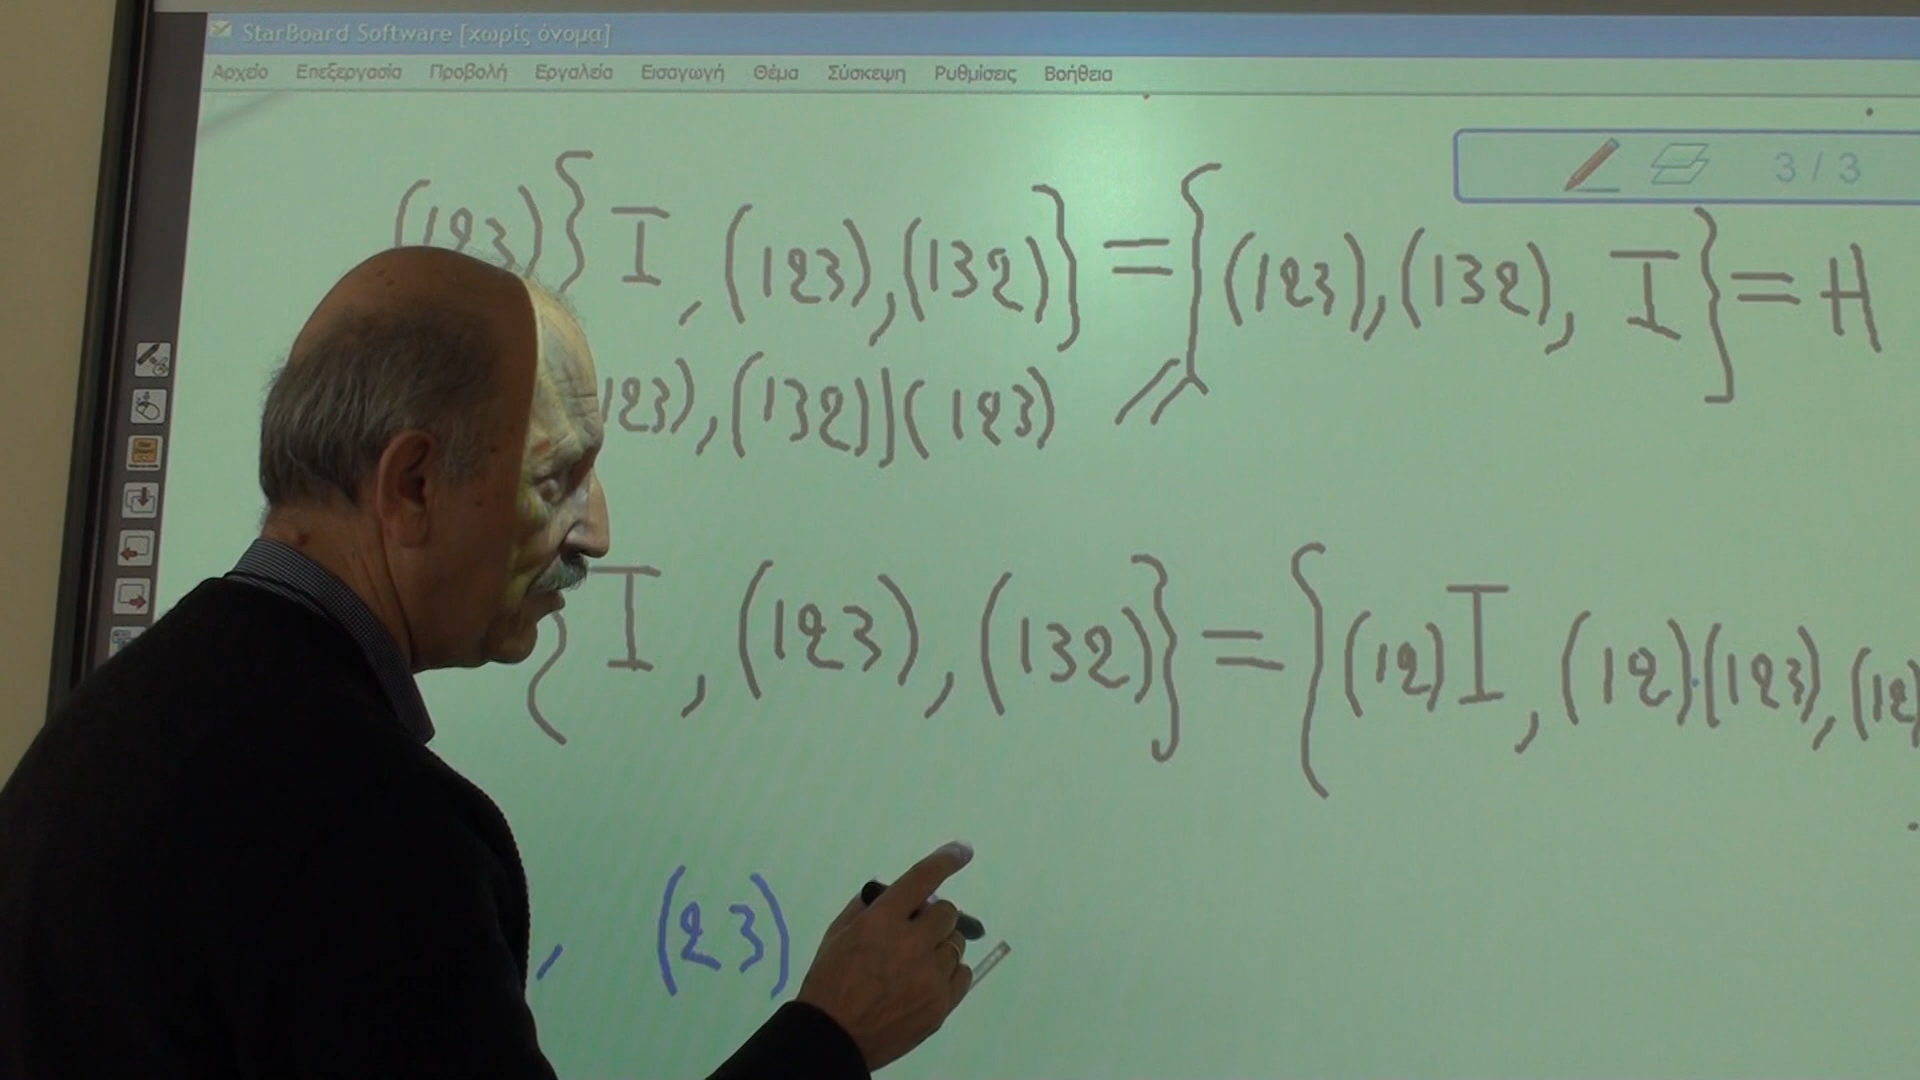 StarBoard Software [χωρίς όνομα]
Αρχείο Επεξεργασία Προβολή Εργαλεία Εισαγωγή Θέμα Σύσκεψη Ρυθμίσεις Βοήθεια
3 / 3
(123){I, (123),(132)} = {(123),(132), I} = H
123),(132)}(123) //
{I, (123), (132)} = {(12)I, (12)·(123), (12)
, (23)